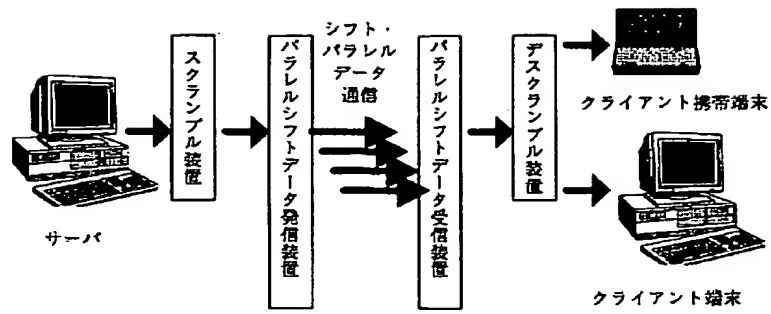 サーバ
スクランブル装置
パラレルシフトデータ発信装置
シフト・
パラレル
データ
通信
パラレルシフトデータ受信装置
デスクランブル装置
クライアント携帯端末
クライアント端末